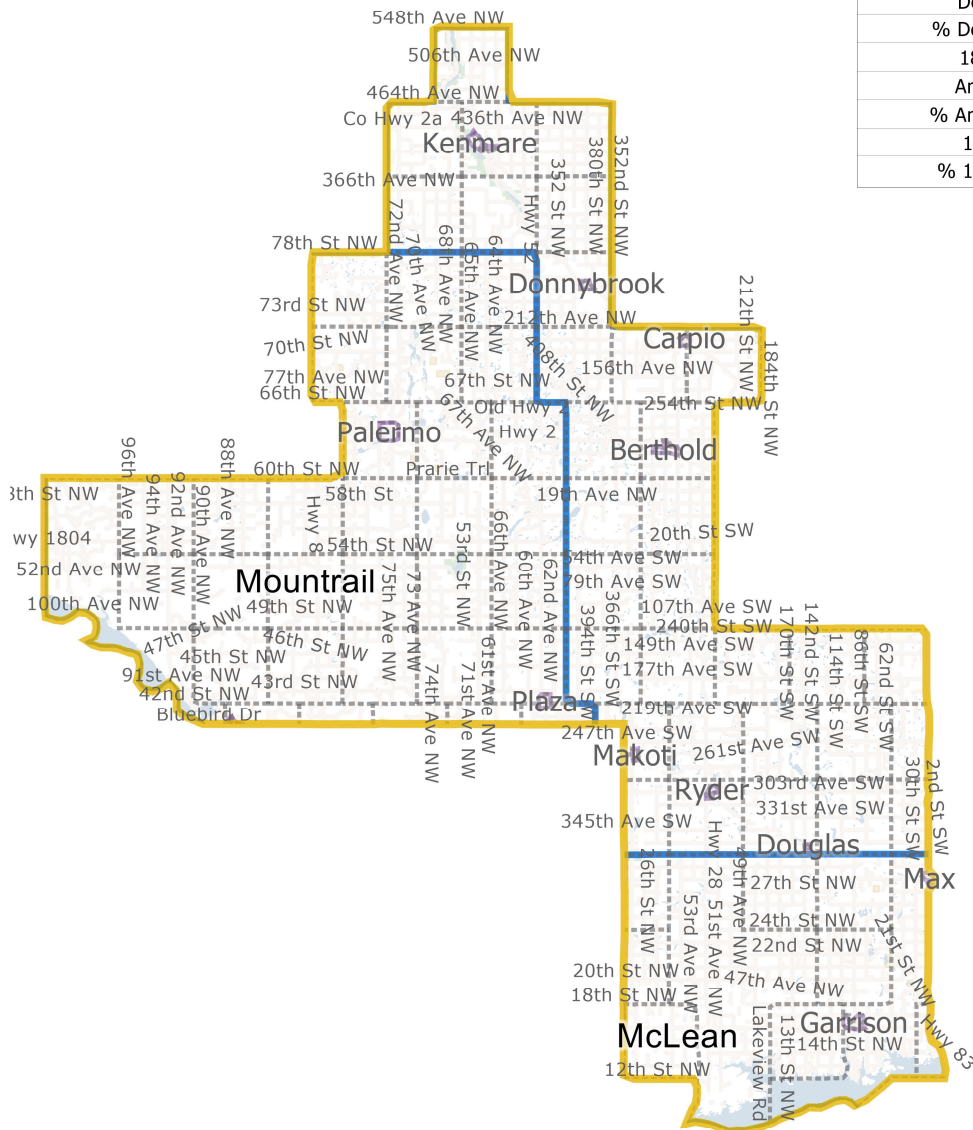 548th Ave NW
506th Ave NW
464th Ave NW
Co Hwy 2a
436th Ave NW
Kenmare
366th Ave NW
352 St NW
380th St NW
352nd St NW
Hwy 52
78th St NW
72nd Ave NW
70th Ave NW
68th Ave NW
65th Ave NW
64th Ave NW
Donnybrook
73rd St NW
212th Ave NW
212th St NW
70th St NW
408th St NW
Carpio
184th St NW
156th Ave NW
77th Ave NW
67th St NW
66th St NW
67th Ave NW
Old Hwy
254th St NW
Palermo
Hwy 2
Berthold
96th Ave NW
88th Ave NW
60th St NW
Prarie Trl
94th Ave NW
92nd Ave NW
90th Ave NW
58th St
19th Ave NW
Hwy 8
20th St SW
wy 1804
54th St NW
53rd St NW
66th Ave NW
60th Ave NW
62nd Ave NW
52nd Ave NW
Mountrail
79th Ave SW
75th Ave NW
73 Ave NW
366th St SW
100th Ave NW
49th St NW
107th Ave SW
240th St SW
47th St NW
46th St NW
394th St SW
149th Ave SW
170th St SW
142nd St SW
114th St SW
86th St SW
62nd St SW
45th St NW
177th Ave SW
91st Ave NW
43rd St NW
42nd St NW
74th Ave NW
71st Ave NW
61st Ave NW
Plaza
Bluebird Dr
219th Ave SW
247th Ave SW
Makoti
261st Ave SW
Ryder
303rd Ave SW
30th St SW
2nd St SW
331st Ave SW
345th Ave SW
Hwy 28
Douglas
26th St NW
49th Ave NW
27th St NW
Max
53rd Ave NW
51st Ave NW
24th St NW
21st St NW
22nd St NW
20th St NW
47th Ave NW
18th St NW
Lakeview Rd
13th St NW
Garrison
Hwy 83
McLean
14th St NW
12th St NW